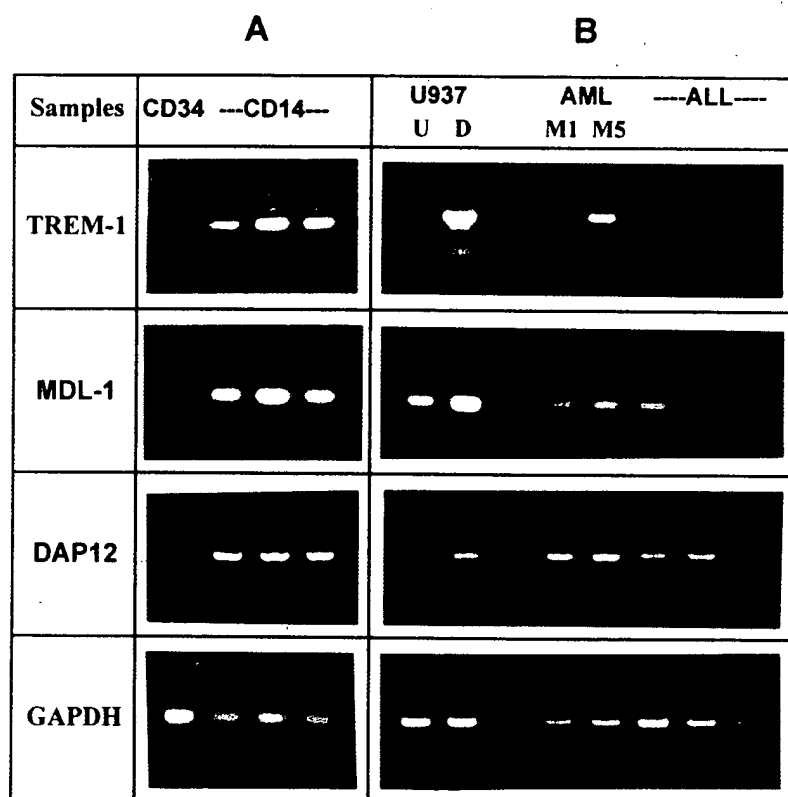 A B
Samples CD34 ---CD14--- U937 AML ----ALL----
U D M1 M5
TREM-1
MDL-1
DAP12
GAPDH